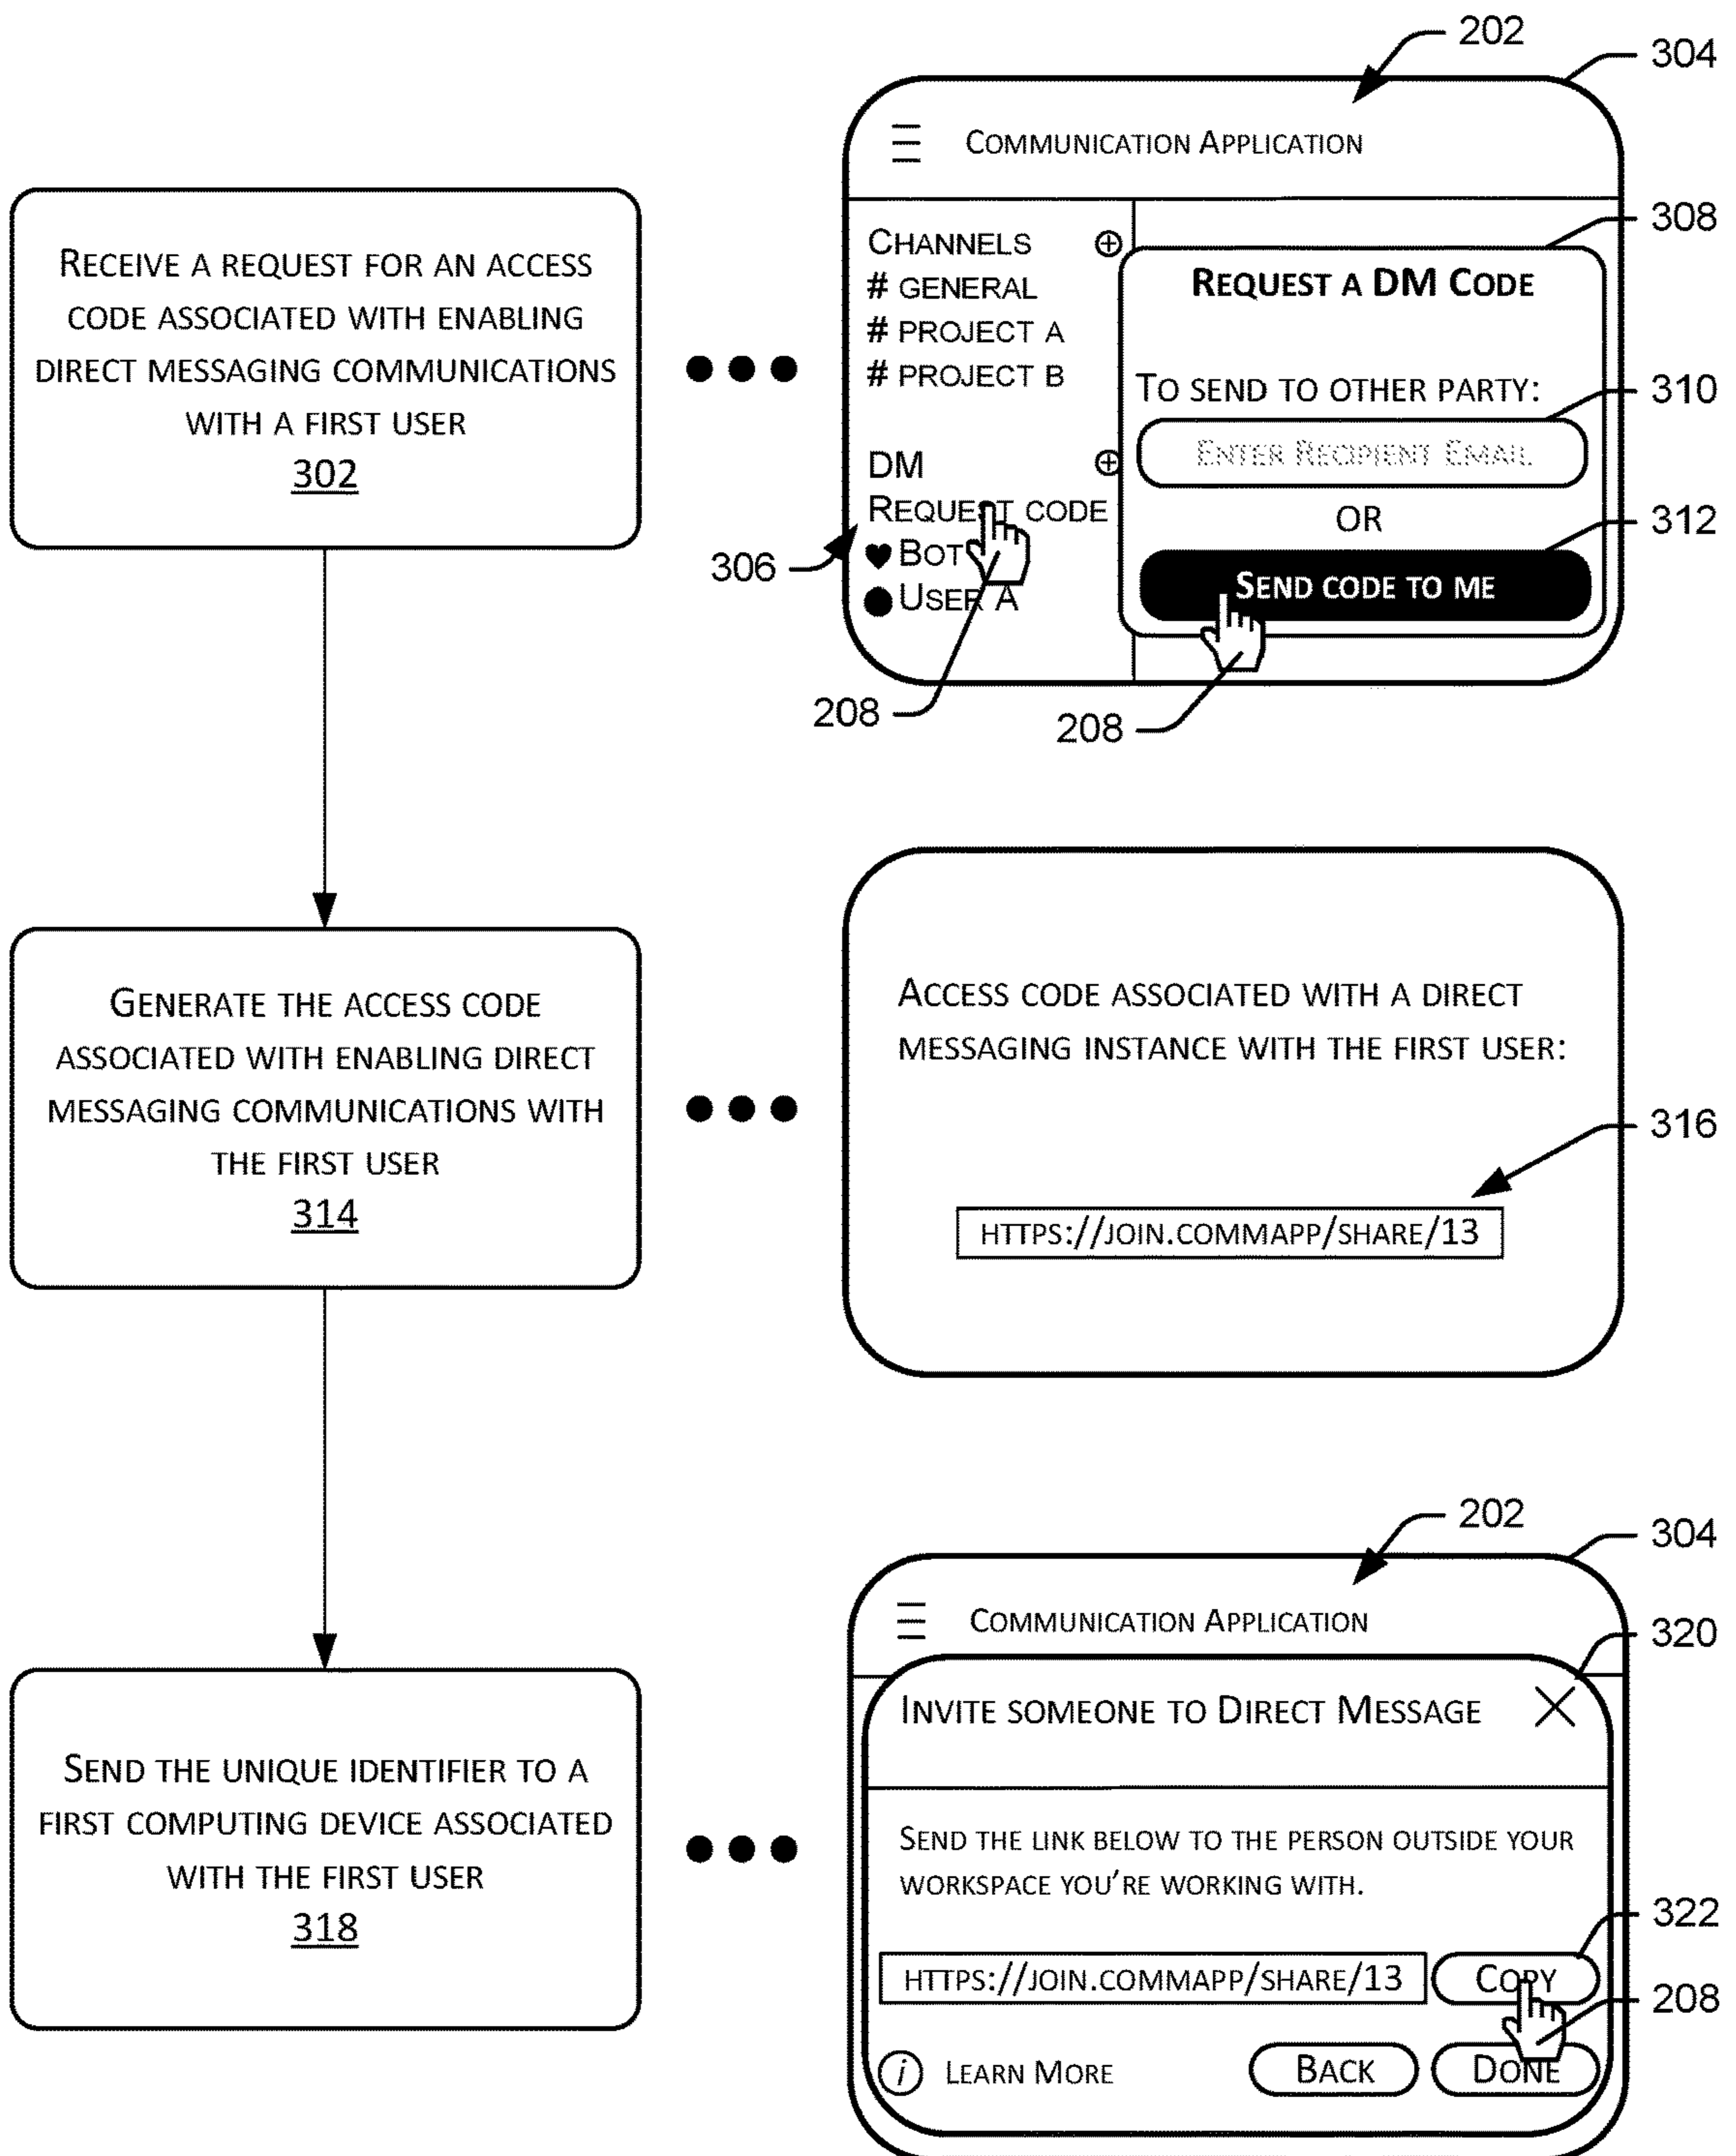 202
304
COMMUNICATION APPLICATION
RECEIVE A REQUEST FOR AN ACCESS
CODE ASSOCIATED WITH ENABLING
DIRECT MESSAGING COMMUNICATIONS
WITH A FIRST USER
302
CHANNELS
# GENERAL
# PROJECT A
# PROJECT B
DM
REQUEST CODE
BOT
USER A
306
308
REQUEST A DM CODE
TO SEND TO OTHER PARTY:
310
ENTER RECIPIENT EMAIL
OR
312
SEND CODE TO ME
208
208
GENERATE THE ACCESS CODE
ASSOCIATED WITH ENABLING DIRECT
MESSAGING COMMUNICATIONS WITH
THE FIRST USER
314
ACCESS CODE ASSOCIATED WITH A DIRECT
MESSAGING INSTANCE WITH THE FIRST USER:
316
HTTPS://JOIN.COMMAPP/SHARE/13
SEND THE UNIQUE IDENTIFIER TO A
FIRST COMPUTING DEVICE ASSOCIATED
WITH THE FIRST USER
318
202
304
COMMUNICATION APPLICATION
320
INVITE SOMEONE TO DIRECT MESSAGE
SEND THE LINK BELOW TO THE PERSON OUTSIDE YOUR
WORKSPACE YOU'RE WORKING WITH.
322
HTTPS://JOIN.COMMAPP/SHARE/13
COPY
208
i LEARN MORE
BACK
DONE